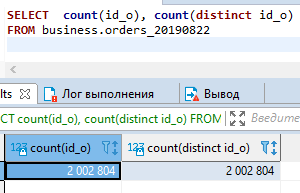 SELECT  count(id_o), count(distinct id_o)
FROM business.orders_20190822
lts
Лог выполнения
Вывод
CT count(id_o), count(distinct id_o) FROM
Введите
123 count(id_o)
123 count(distinct id_o)
2 002 804
2 002 804